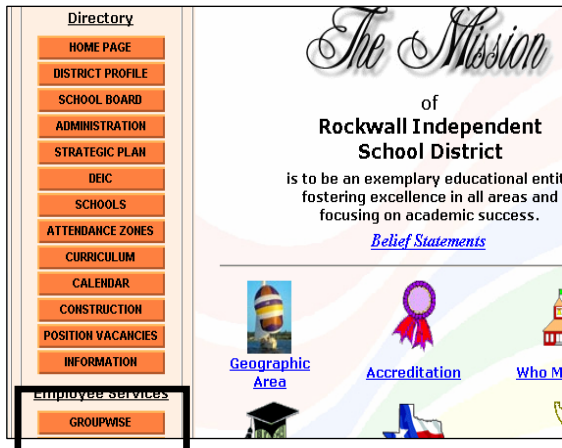 Directory
HOME PAGE
DISTRICT PROFILE
SCHOOL BOARD
ADMINISTRATION
STRATEGIC PLAN
DEIC
SCHOOLS
ATTENDANCE ZONES
CURRICULUM
CALENDAR
CONSTRUCTION
POSITION VACANCIES
INFORMATION
Employee Services
GROUPWISE
The Mission
of
Rockwall Independent
School District
is to be an exemplary educational entit
fostering excellence in all areas and
focusing on academic success.
Belief Statements
Geographic
Area
Accreditation
Who M